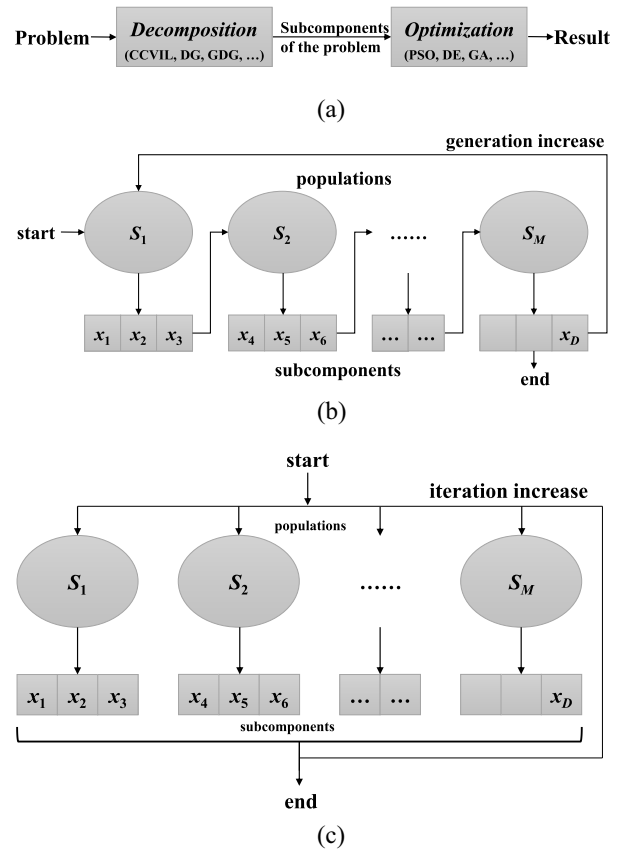 Problem
Decomposition
(CCVIL, DG, GDG, ...)
Subcomponents
of the problem
Optimization
(PSO, DE, GA, ...)
Result
(a)
generation increase
populations
start
S1
S2
......
SM
x1 x2 x3
x4 x5 x6
... ...
xD
subcomponents
end
(b)
start
iteration increase
populations
S1
S2
......
SM
x1 x2 x3
x4 x5 x6
... ...
xD
subcomponents
end
(c)